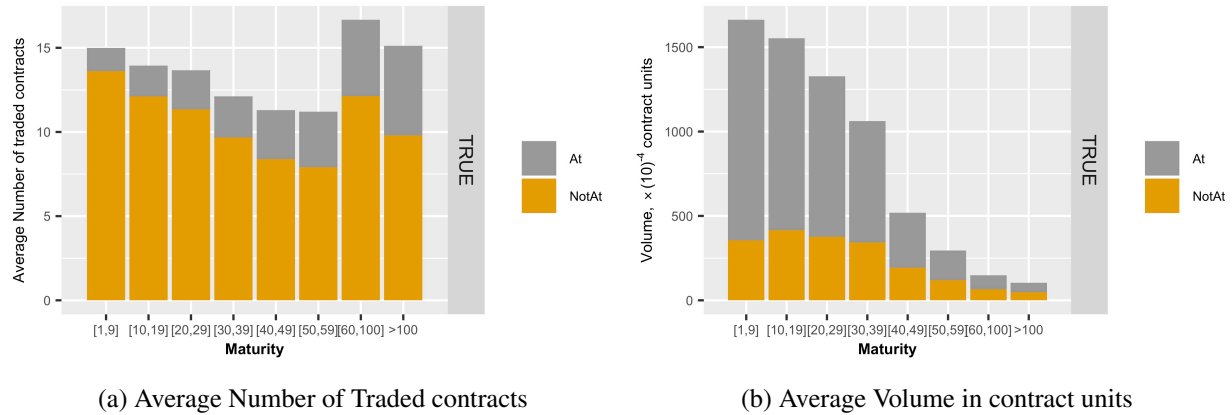 Average Number of traded contracts
15
10
5
0
[1,9] [10,19] [20,29] [30,39] [40,49] [50,59] [60,100] >100
Maturity
TRUE
At
NotAt
(a) Average Number of Traded contracts
Volume, × (10)⁻⁴ contract units
1500
1000
500
0
[1,9] [10,19] [20,29] [30,39] [40,49] [50,59] [60,100] >100
Maturity
TRUE
At
NotAt
(b) Average Volume in contract units